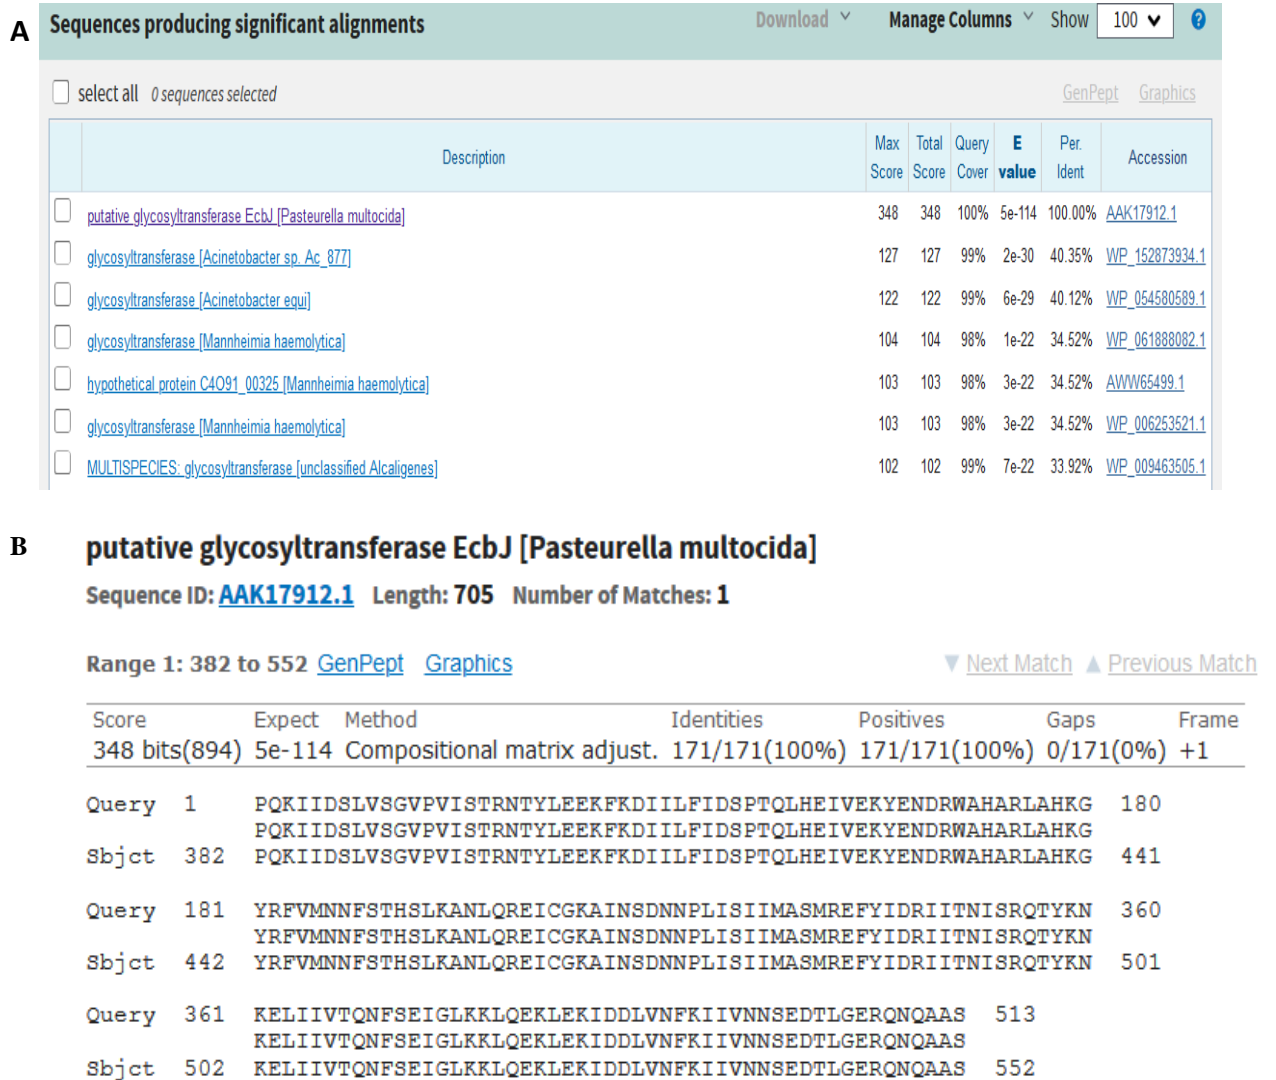 A
Sequences producing significant alignments Download Manage Columns Show 100 ?
select all 0 sequences selected GenPept Graphics
Description Max Score Total Score Query Cover E value Per. Ident Accession
putative glycosyltransferase EcbJ [Pasteurella multocida] 348 348 100% 5e-114 100.00% AAK17912.1
glycosyltransferase [Acinetobacter sp. Ac_877] 127 127 99% 2e-30 40.35% WP_152873934.1
glycosyltransferase [Acinetobacter equi] 122 122 99% 6e-29 40.12% WP_054580589.1
glycosyltransferase [Mannheimia haemolytica] 104 104 98% 1e-22 34.52% WP_061888082.1
hypothetical protein C4O91_00325 [Mannheimia haemolytica] 103 103 98% 3e-22 34.52% AWW65499.1
glycosyltransferase [Mannheimia haemolytica] 103 103 98% 3e-22 34.52% WP_006253521.1
MULTISPECIES: glycosyltransferase [unclassified Alcaligenes] 102 102 99% 7e-22 33.92% WP_009463505.1
B
putative glycosyltransferase EcbJ [Pasteurella multocida]
Sequence ID: AAK17912.1 Length: 705 Number of Matches: 1
Range 1: 382 to 552 GenPept Graphics ▼ Next Match ▲ Previous Match
Score Expect Method Identities Positives Gaps Frame
348 bits(894) 5e-114 Compositional matrix adjust. 171/171(100%) 171/171(100%) 0/171(0%) +1
Query 1 PQKIIDSLVSGVPVISTRNTYLEEKFKDIILFIDSPTQLHEIVEKYENDRWAHARLAHKG 180
PQKIIDSLVSGVPVISTRNTYLEEKFKDIILFIDSPTQLHEIVEKYENDRWAHARLAHKG
Sbjct 382 PQKIIDSLVSGVPVISTRNTYLEEKFKDIILFIDSPTQLHEIVEKYENDRWAHARLAHKG 441
Query 181 YRFVMNNFSTHSLKANLQREICGKAINSDNNPLISIIMASMREFYIDRIITNISRQTYKN 360
YRFVMNNFSTHSLKANLQREICGKAINSDNNPLISIIMASMREFYIDRIITNISRQTYKN
Sbjct 442 YRFVMNNFSTHSLKANLQREICGKAINSDNNPLISIIMASMREFYIDRIITNISRQTYKN 501
Query 361 KELIIVTQNFSEIGLKKLQEKLEKIDDLVNFKIIVNNSEDTLGERQNQAAS 513
KELIIVTQNFSEIGLKKLQEKLEKIDDLVNFKIIVNNSEDTLGERQNQAAS
Sbjct 502 KELIIVTQNFSEIGLKKLQEKLEKIDDLVNFKIIVNNSEDTLGERQNQAAS 552